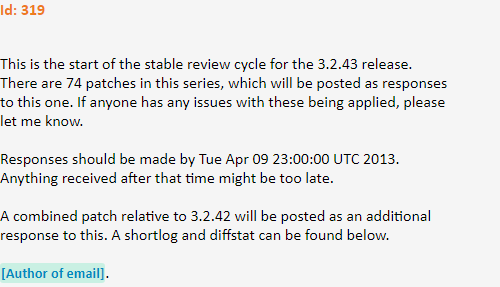 Id: 319
This is the start of the stable review cycle for the 3.2.43 release.
There are 74 patches in this series, which will be posted as responses
to this one. If anyone has any issues with these being applied, please
let me know.
Responses should be made by Tue Apr 09 23:00:00 UTC 2013.
Anything received after that time might be too late.
A combined patch relative to 3.2.42 will be posted as an additional
response to this. A shortlog and diffstat can be found below.
[Author of email].